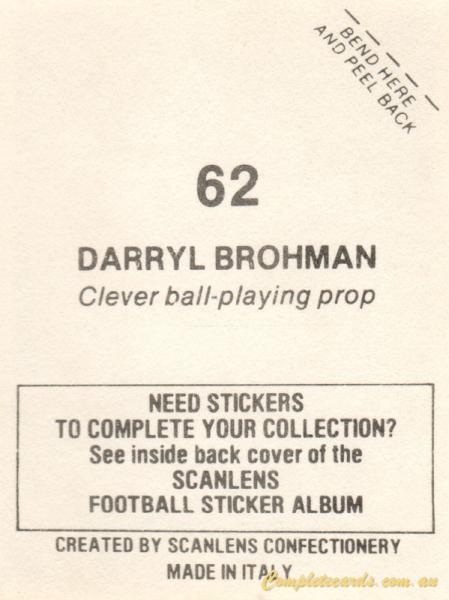 BEND HERE
AND PEEL BACK
62
DARRYL BROHMAN
Clever ball-playing prop
NEED STICKERS
TO COMPLETE YOUR COLLECTION?
See inside back cover of the
SCANLENS
FOOTBALL STICKER ALBUM
CREATED BY SCANLENS CONFECTIONERY
MADE IN ITALY
Completecards.com.au